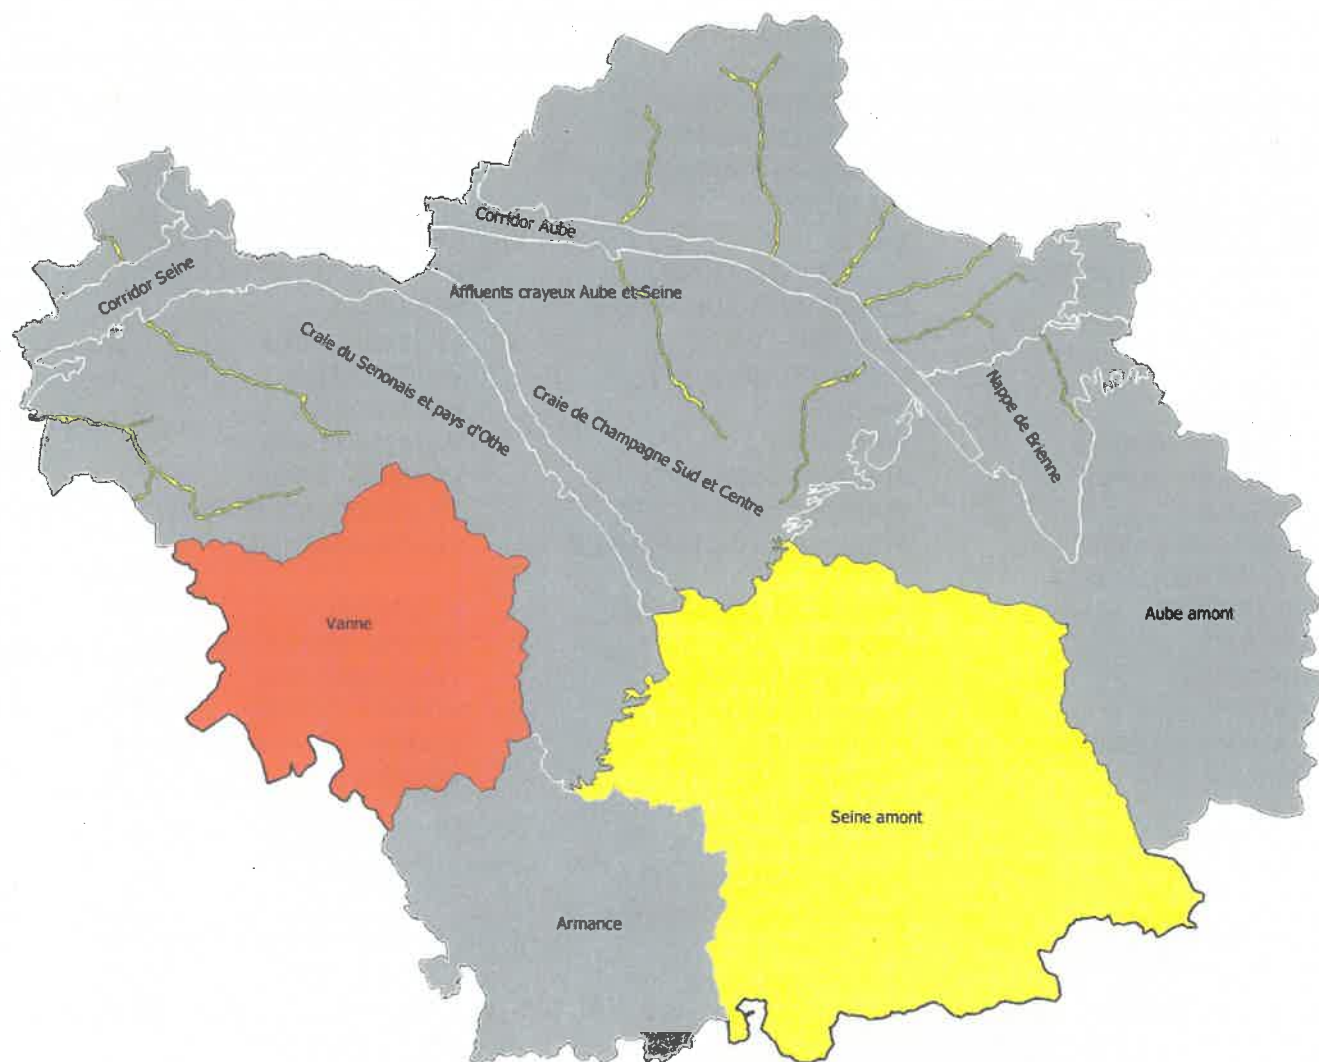 Corridor Aube
Corridor Seine
Affluents crayeux Aube et Seine
Craie du Senonais et pays d'Othe
Craie de Champagne Sud et Centre
Nappe de Brienne
Vanne
Aube amont
Seine amont
Armance